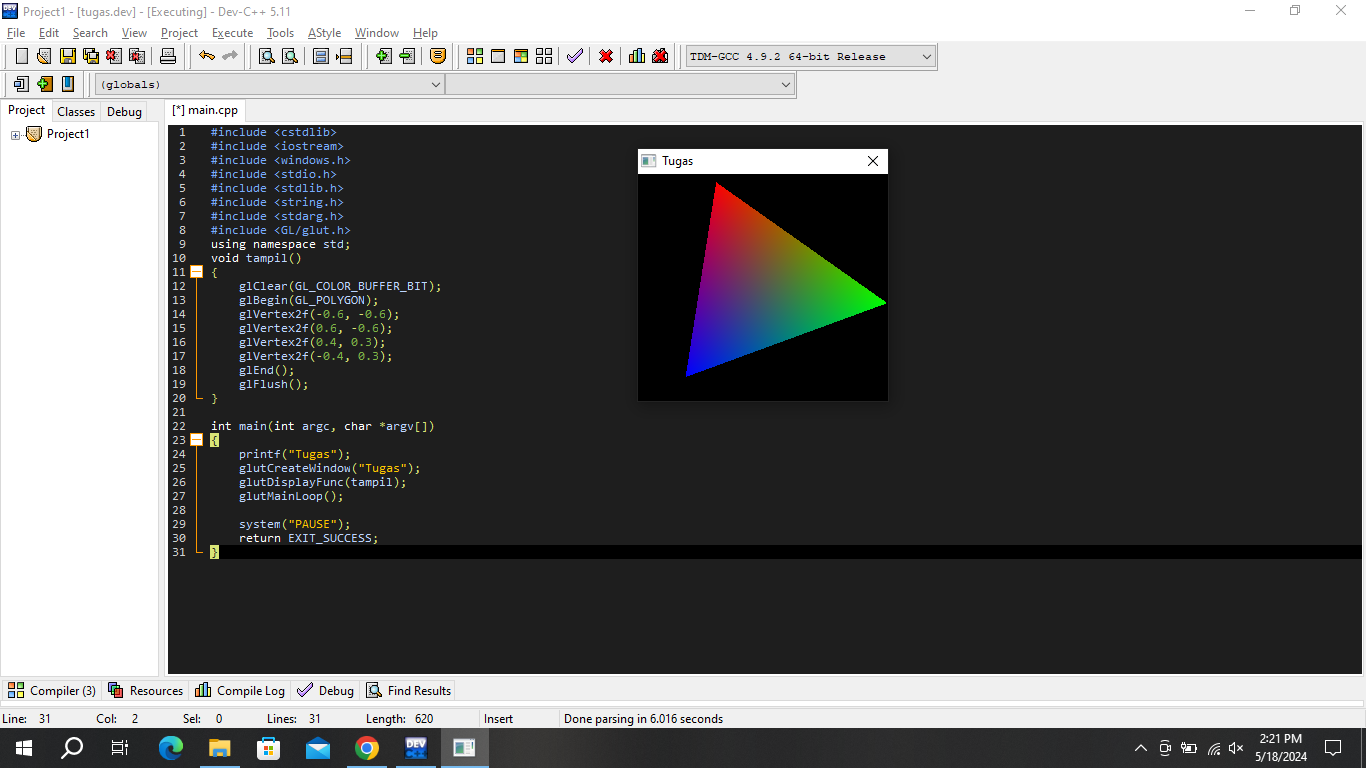 Project1 - [tugas.dev] - [Executing] - Dev-C++ 5.11
File Edit Search View Project Execute Tools AStyle Window Help
TDM-GCC 4.9.2 64-bit Release
(globals)
Project Classes Debug
[*] main.cpp
Project1
1 #include <cstdlib>
2 #include <iostream>
3 #include <windows.h>
4 #include <stdio.h>
5 #include <stdlib.h>
6 #include <string.h>
7 #include <stdarg.h>
8 #include <GL/glut.h>
9 using namespace std;
10 void tampil()
11 {
12 glClear(GL_COLOR_BUFFER_BIT);
13 glBegin(GL_POLYGON);
14 glVertex2f(-0.6, -0.6);
15 glVertex2f(0.6, -0.6);
16 glVertex2f(0.4, 0.3);
17 glVertex2f(-0.4, 0.3);
18 glEnd();
19 glFlush();
20 }
21
22 int main(int argc, char *argv[])
23 {
24 printf("Tugas");
25 glutCreateWindow("Tugas");
26 glutDisplayFunc(tampil);
27 glutMainLoop();
28
29 system("PAUSE");
30 return EXIT_SUCCESS;
31 }
Tugas
Compiler (3) Resources Compile Log Debug Find Results
Line: 31 Col: 2 Sel: 0 Lines: 31 Length: 620 Insert Done parsing in 6.016 seconds
DEV
2:21 PM
5/18/2024